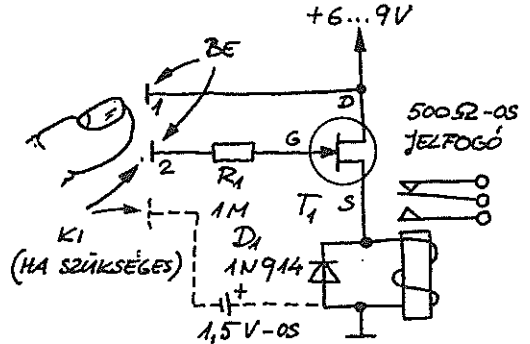 +6...9V
BE
1
D
500Ω-OS
JELFOGÓ
G
2
R1
1M
T1
S
KI
(HA SZÜKSÉGES)
D1
1N914
+
1,5V-OS